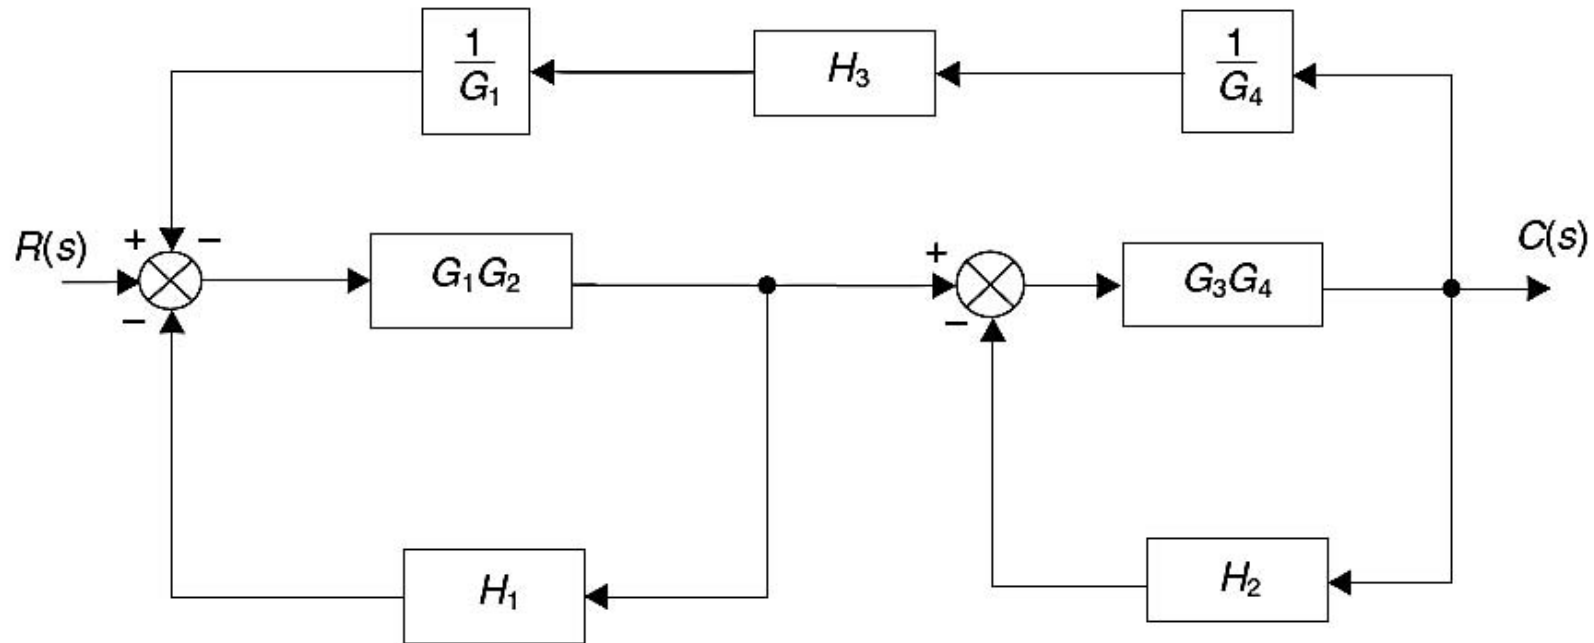 1
G₁
H₃
1
G₄
R(s)
+
−
−
G₁G₂
+
−
G₃G₄
C(s)
H₁
H₂